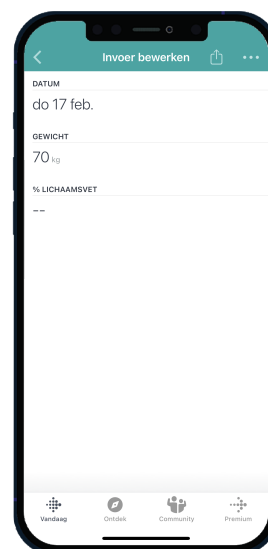 Invoer bewerken
DATUM
do 17 feb.
GEWICHT
70 kg
% LICHAAMSVET
--
Vandaag
Ontdek
Community
Premium